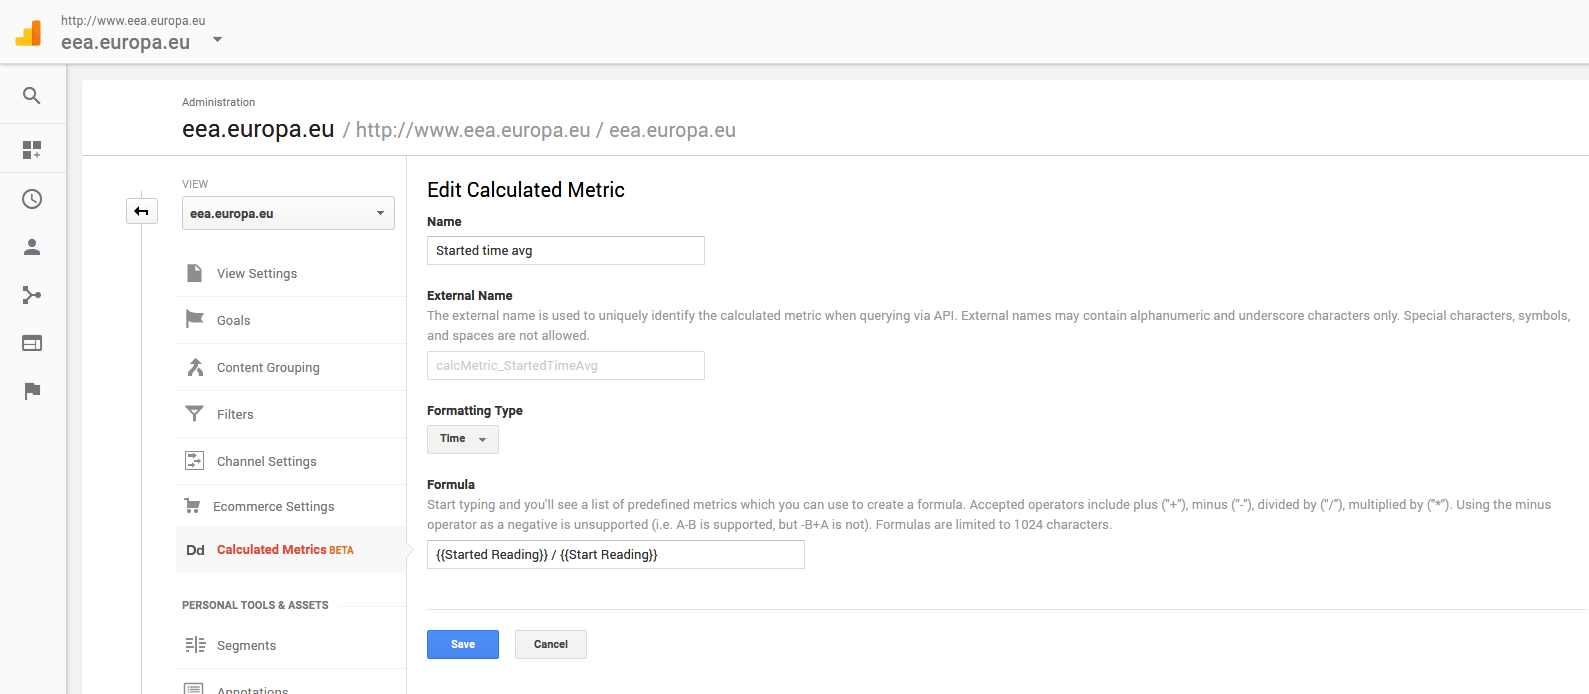 http://www.eea.europa.eu
eea.europa.eu
Administration
eea.europa.eu / http://www.eea.europa.eu / eea.europa.eu
VIEW
eea.europa.eu
View Settings
Goals
Content Grouping
Filters
Channel Settings
Ecommerce Settings
Dd Calculated Metrics BETA
PERSONAL TOOLS & ASSETS
Segments
Annotations
Edit Calculated Metric
Name
Started time avg
External Name
The external name is used to uniquely identify the calculated metric when querying via API. External names may contain alphanumeric and underscore characters only. Special characters, symbols,
and spaces are not allowed.
calcMetric_StartedTimeAvg
Formatting Type
Time
Formula
Start typing and you'll see a list of predefined metrics which you can use to create a formula. Accepted operators include plus ("+"), minus ("-"), divided by ("/"), multiplied by ("*"). Using the minus
operator as a negative is unsupported (i.e. A-B is supported, but -B+A is not). Formulas are limited to 1024 characters.
{{Started Reading}} / {{Start Reading}}
Save
Cancel